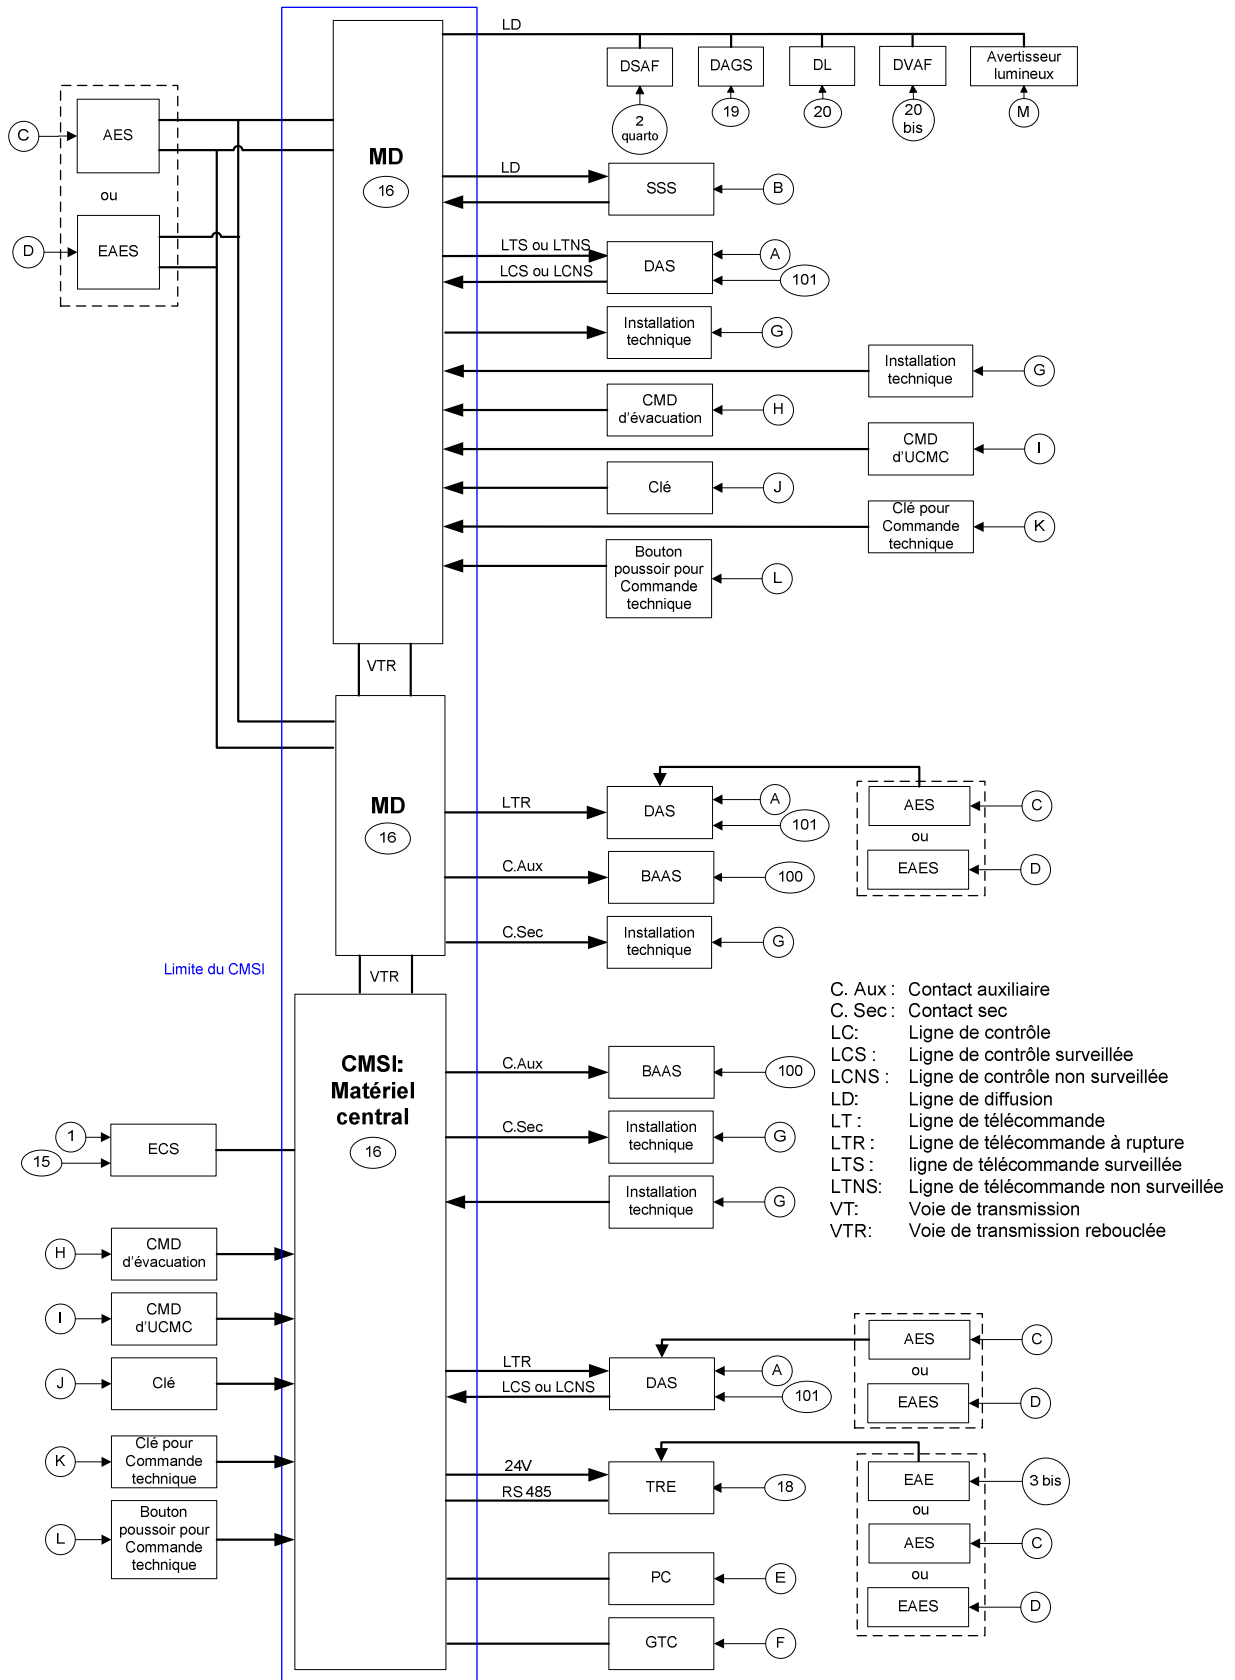 LD
DSAF
DAGS
DL
DVAF
Avertisseur
lumineux
2
quarto
19
20
20
bis
M
C
AES
ou
D
EAES
MD
16
LD
SSS
B
LTS ou LTNS
LCS ou LCNS
DAS
A
101
Installation
technique
G
Installation
technique
G
CMD
d'évacuation
H
CMD
d'UCMC
I
Clé
J
Clé pour
Commande
technique
K
Bouton
poussoir pour
Commande
technique
L
VTR
MD
16
LTR
DAS
A
101
AES
ou
EAES
C
D
C.Aux
BAAS
100
C.Sec
Installation
technique
G
Limite du CMSI
VTR
C. Aux : Contact auxiliaire
C. Sec : Contact sec
LC: Ligne de contrôle
LCS : Ligne de contrôle surveillée
LCNS : Ligne de contrôle non surveillée
LD: Ligne de diffusion
LT : Ligne de télécommande
LTR : Ligne de télécommande à rupture
LTS : ligne de télécommande surveillée
LTNS: Ligne de télécommande non surveillée
VT: Voie de transmission
VTR: Voie de transmission rebouclée
CMSI:
Matériel
central
16
C.Aux
BAAS
100
C.Sec
Installation
technique
G
Installation
technique
G
1
15
ECS
H
CMD
d'évacuation
I
CMD
d'UCMC
J
Clé
K
Clé pour
Commande
technique
L
Bouton
poussoir pour
Commande
technique
LTR
LCS ou LCNS
DAS
A
101
AES
ou
EAES
C
D
24V
RS 485
TRE
18
EAE
ou
AES
ou
EAES
3 bis
C
D
PC
E
GTC
F